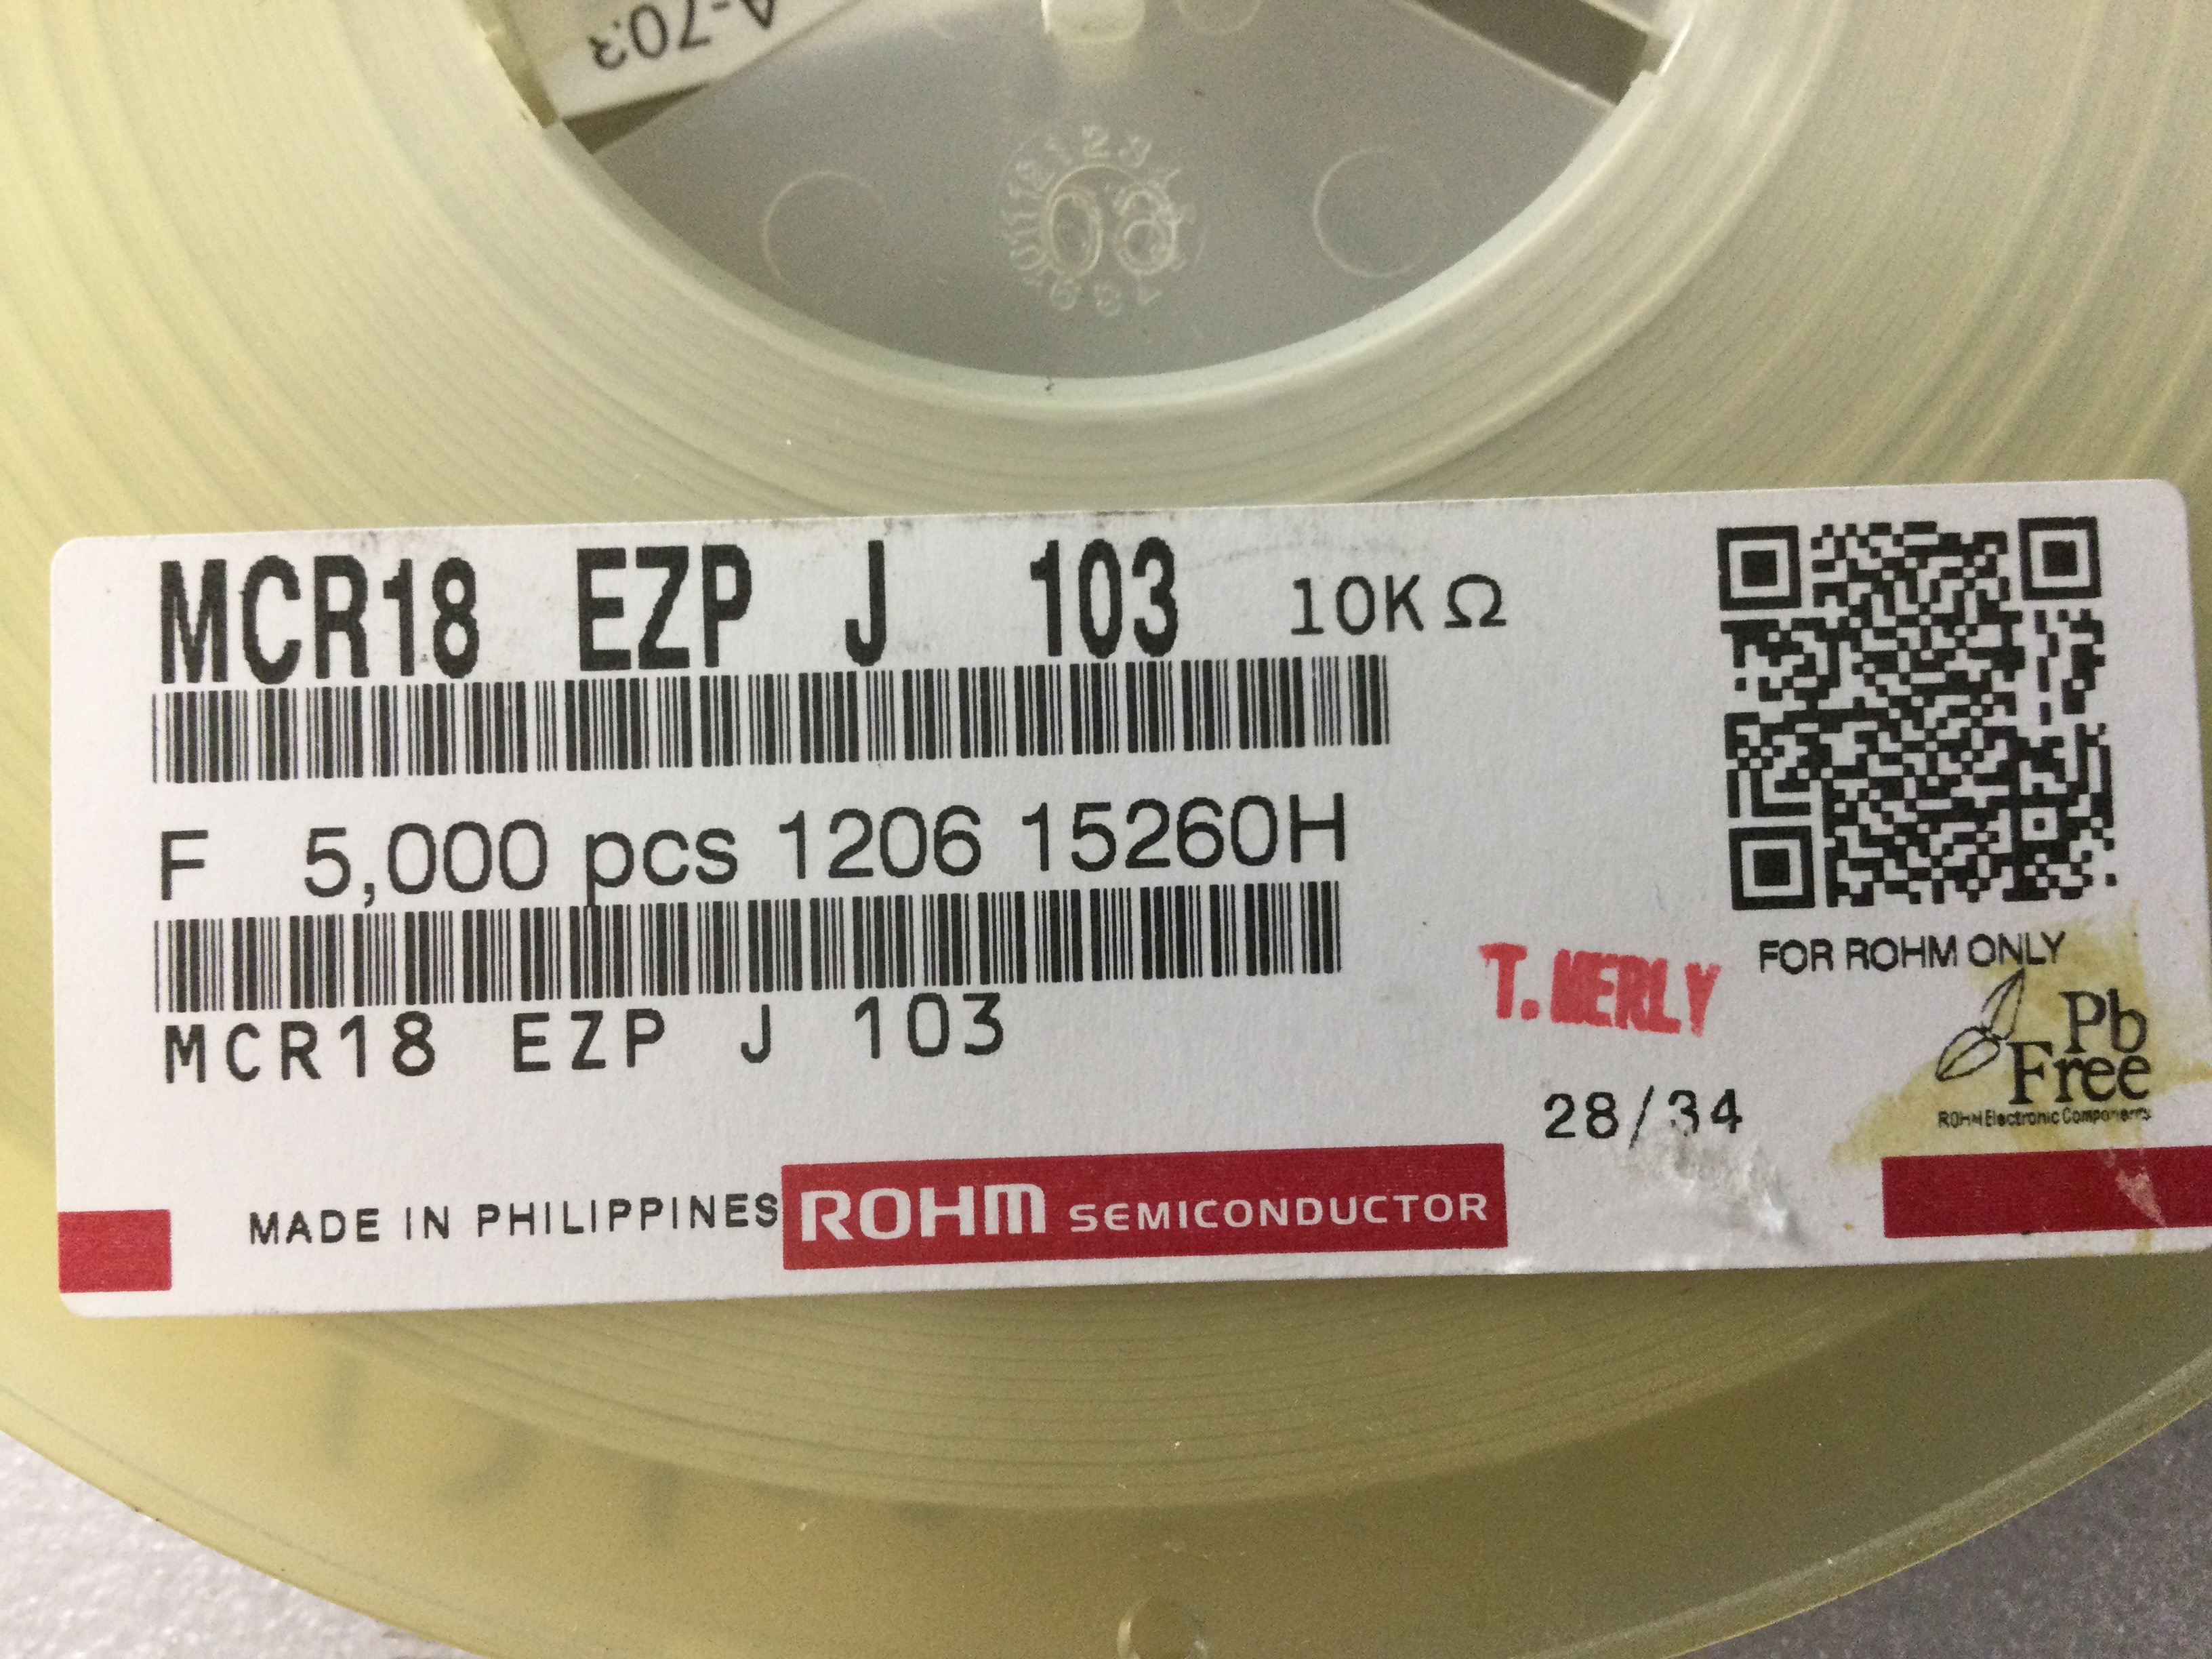 A-703
MCR18 EZP J 103 10KΩ
F 5,000 pcs 1206 15260H
MCR18 EZP J 103
FOR ROHM ONLY
T.MERLY
Pb
Free
ROHM Electronic Components
28/34
MADE IN PHILIPPINES ROHM SEMICONDUCTOR